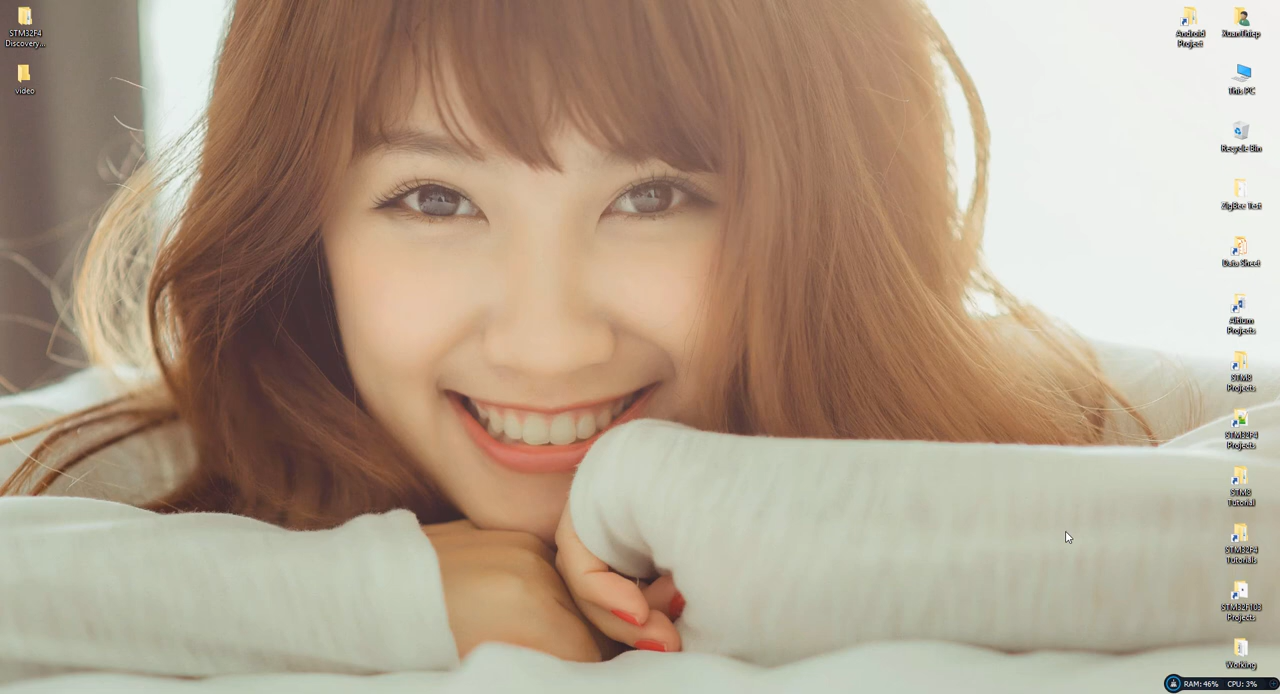 STM32F4
Discovery...
video
Android
Project
XuanThiep
This PC
Recycle Bin
ZigBee Test
Data Sheet
Altium
Projects
STM8
Projects
STM32F4
Projects
STM8
Tutorial
STM32F4
Tutorials
STM32F103
Projects
Working
RAM: 46% CPU: 3%